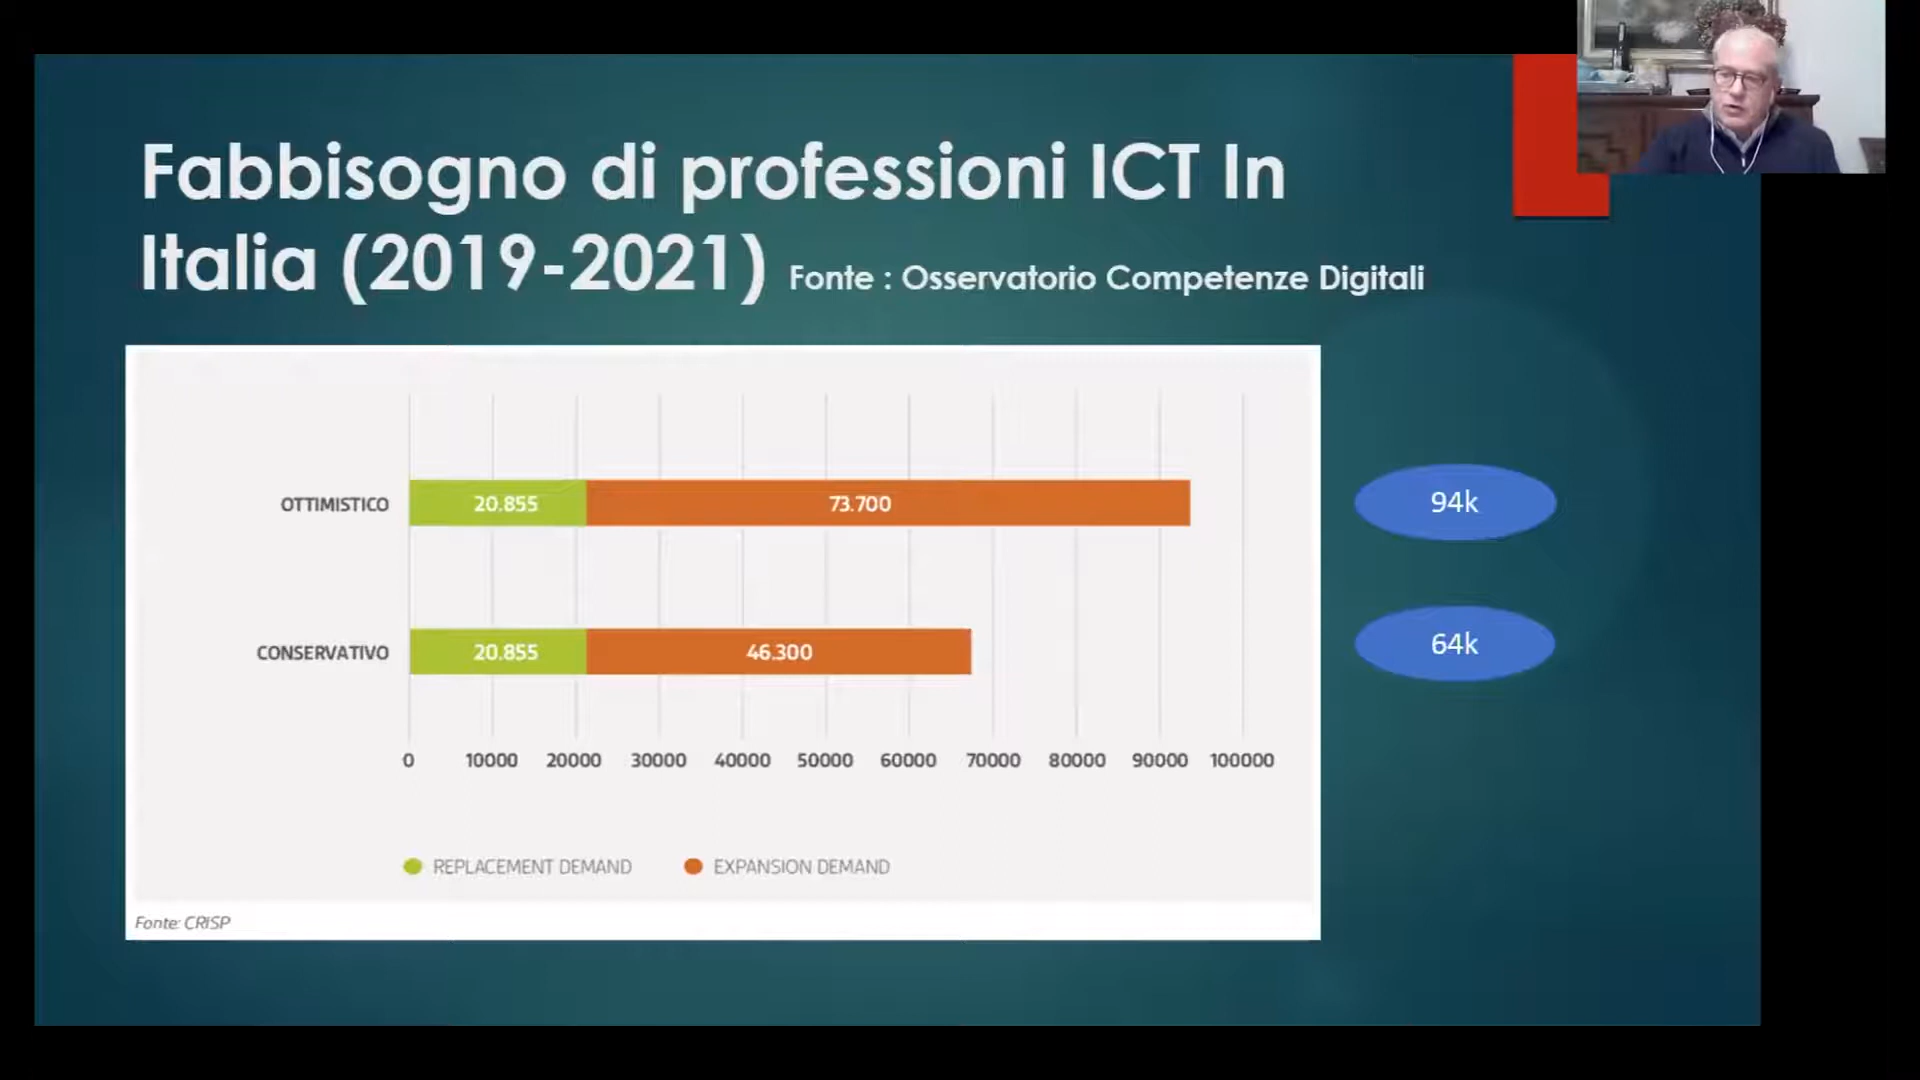 Fabbisogno di professioni ICT In
Italia (2019-2021) Fonte : Osservatorio Competenze Digitali
OTTIMISTICO 20.855 73.700 94k
CONSERVATIVO 20.855 46.300 64k
0 10000 20000 30000 40000 50000 60000 70000 80000 90000 100000
REPLACEMENT DEMAND EXPANSION DEMAND
Fonte: CRISP